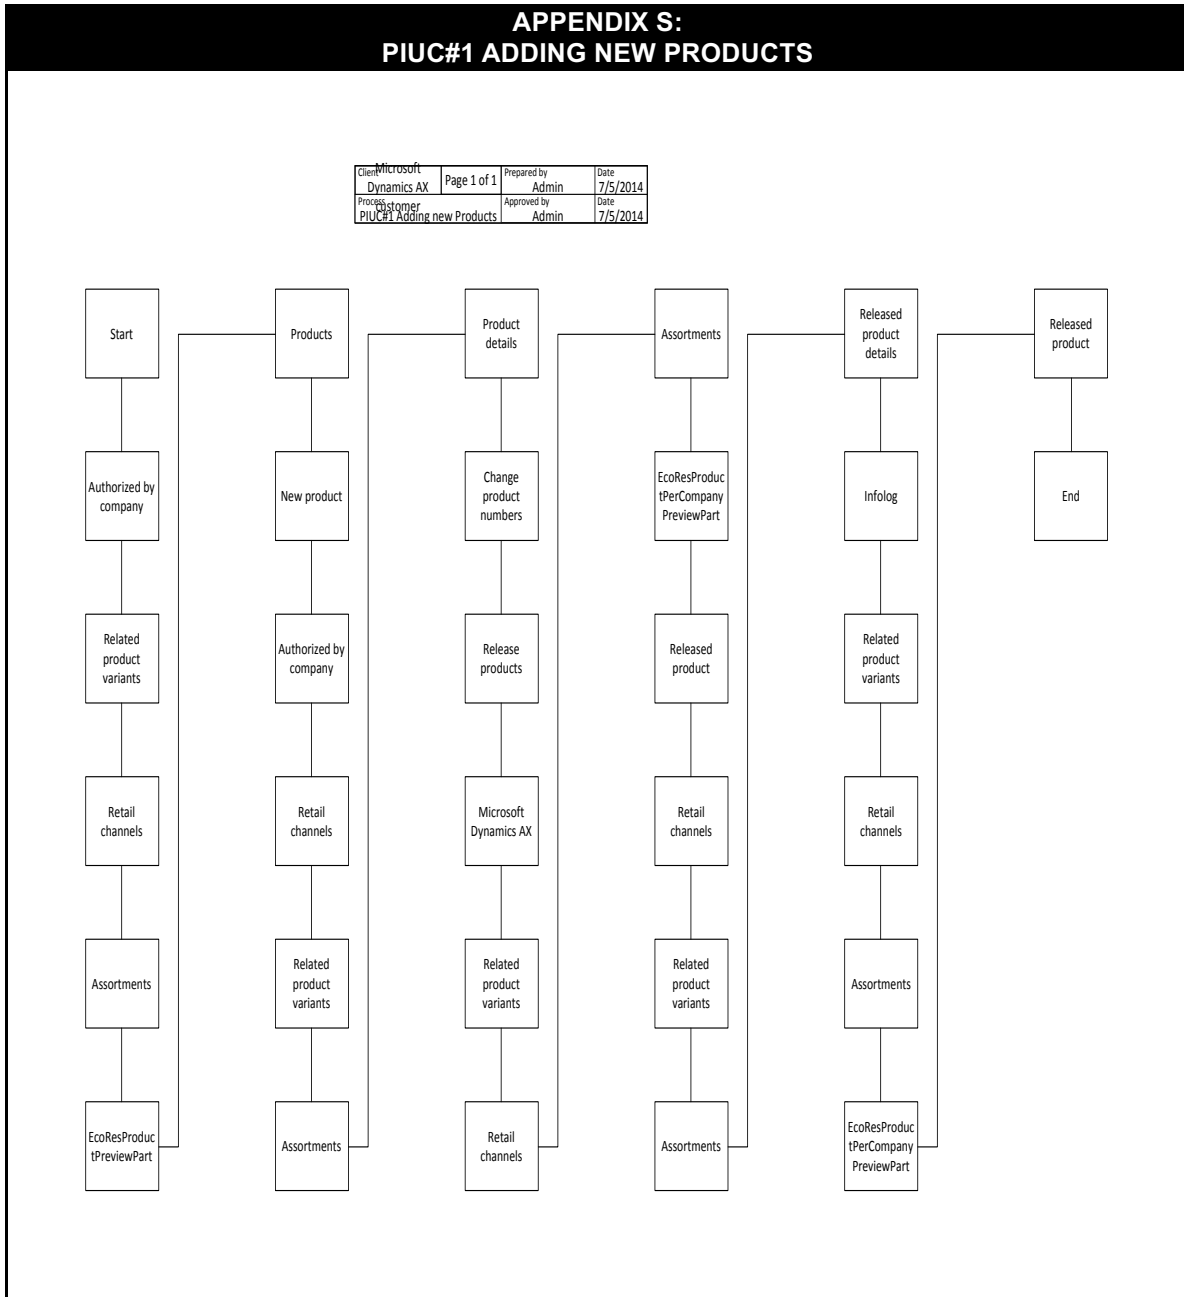 APPENDIX S:
PIUC#1 ADDING NEW PRODUCTS
Client
Microsoft
Dynamics AX
customer
Page 1 of 1
Prepared by
Admin
Date
7/5/2014
Process
PIUC#1 Adding new Products
Approved by
Admin
Date
7/5/2014
Start
Authorized by
company
Related
product
variants
Retail
channels
Assortments
EcoResProduc
tPreviewPart
Products
New product
Authorized by
company
Retail
channels
Related
product
variants
Assortments
Product
details
Change
product
numbers
Release
products
Microsoft
Dynamics AX
Related
product
variants
Retail
channels
Assortments
EcoResProduc
tPerCompany
PreviewPart
Released
product
Retail
channels
Related
product
variants
Assortments
Released
product
details
Infolog
Related
product
variants
Retail
channels
Assortments
EcoResProduc
tPerCompany
PreviewPart
Released
product
End